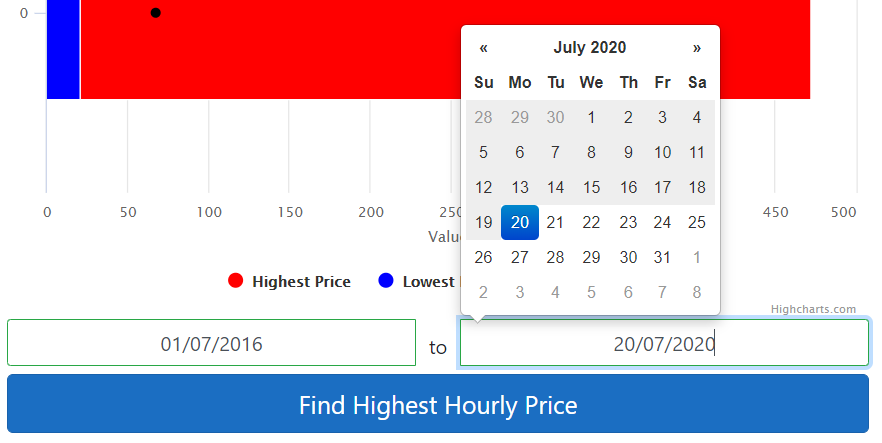 0
« July 2020 »
Su Mo Tu We Th Fr Sa
28 29 30 1 2 3 4
5 6 7 8 9 10 11
12 13 14 15 16 17 18
19 20 21 22 23 24 25
26 27 28 29 30 31 1
2 3 4 5 6 7 8
0 50 100 150 200 450 500
Highest Price Lowest
Highcharts.com
01/07/2016 to 20/07/2020
Find Highest Hourly Price